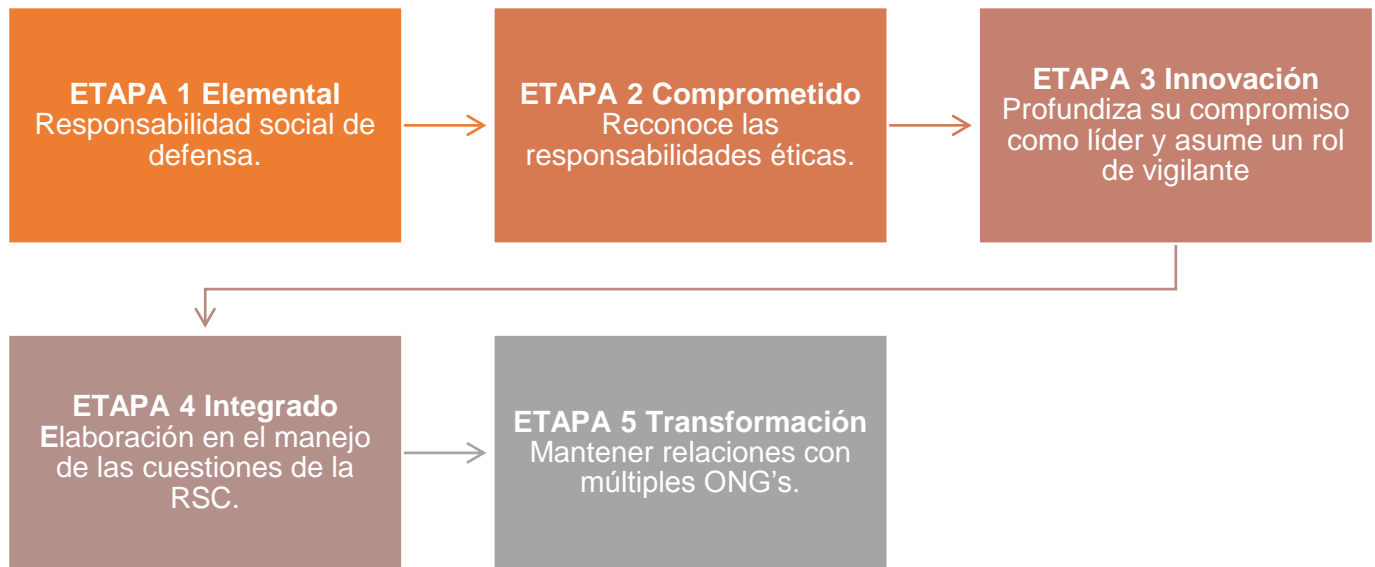 ETAPA 1 Elemental
Responsabilidad social de
defensa.
ETAPA 2 Comprometido
Reconoce las
responsabilidades éticas.
ETAPA 3 Innovación
Profundiza su compromiso
como líder y asume un rol
de vigilante
ETAPA 4 Integrado
Elaboración en el manejo
de las cuestiones de la
RSC.
ETAPA 5 Transformación
Mantener relaciones con
múltiples ONG’s.